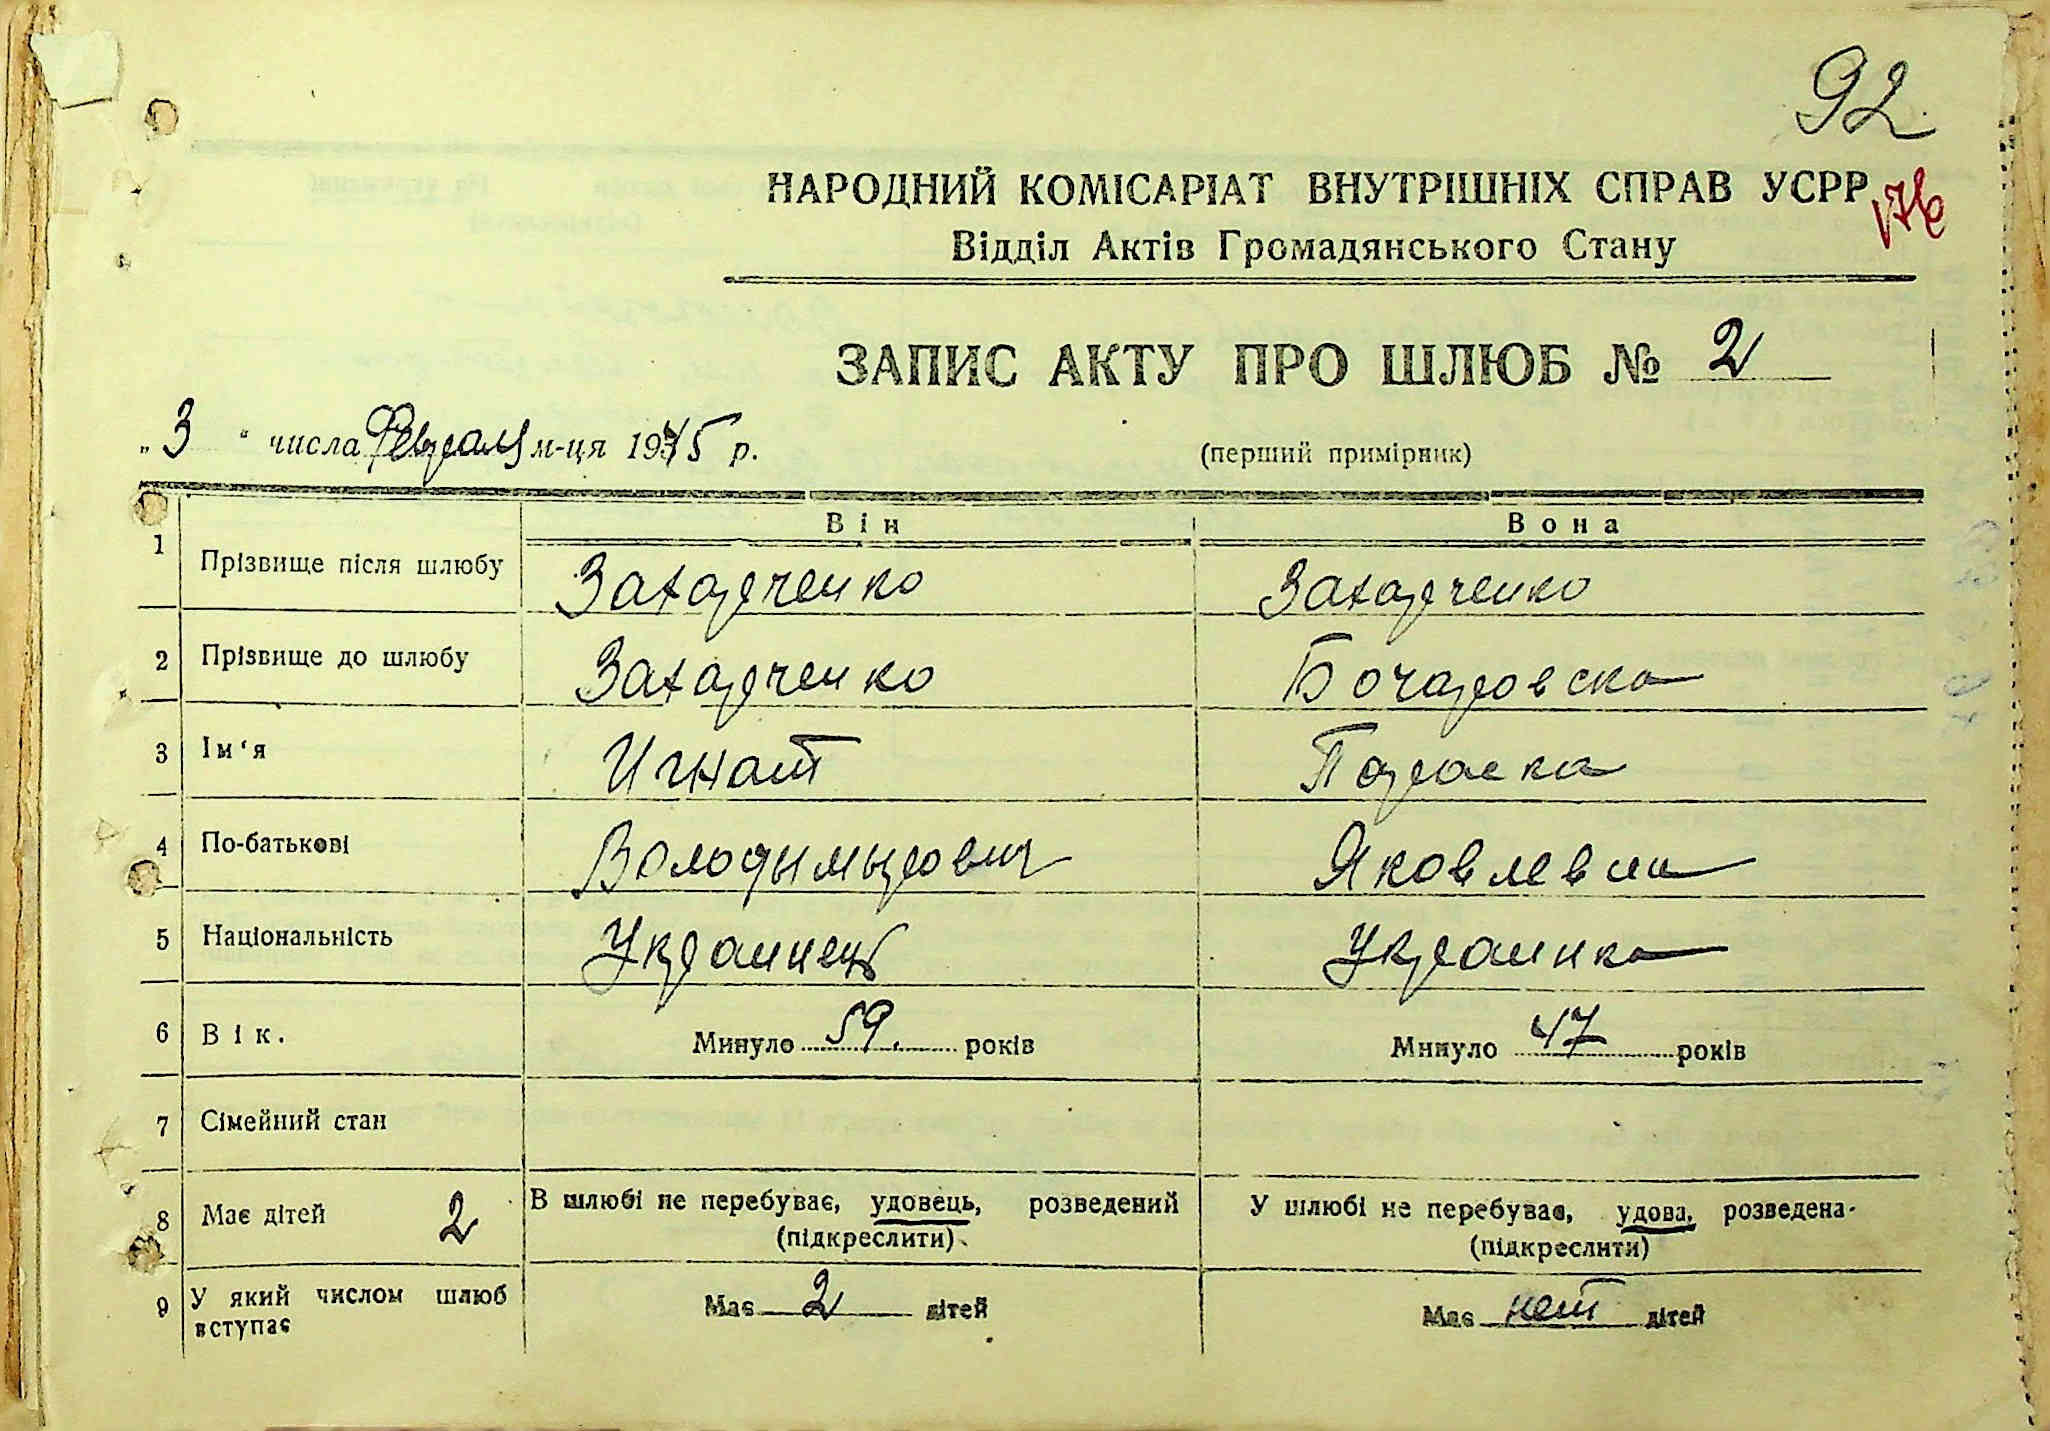 92
НАРОДНИЙ КОМІСАРІАТ ВНУТРІШНІХ СПРАВ УСРР
176
Відділ Актів Громадянського Стану
ЗАПИС АКТУ ПРО ШЛЮБ № 2
„3“ числа Февраля м-ця 1945 р.
(перший примірник)
Він Вона
1 Прізвище після шлюбу Захарченко Захарченко
2 Прізвище до шлюбу Захарченко Бочаровска
3 Ім'я Игнат Параска
4 По-батькові Володымырович Яковлевна
5 Національність Украинець Украинка
6 Вік. Минуло 59. років Минуло 47 років
7 Сімейний стан
8 Має дітей 2 В шлюбі не перебуває, удовець, розведений У шлюбі не перебуває, удова, розведена
(підкреслити) (підкреслити)
9 У який числом шлюб вступає Має 2 дітей Має нет дітей